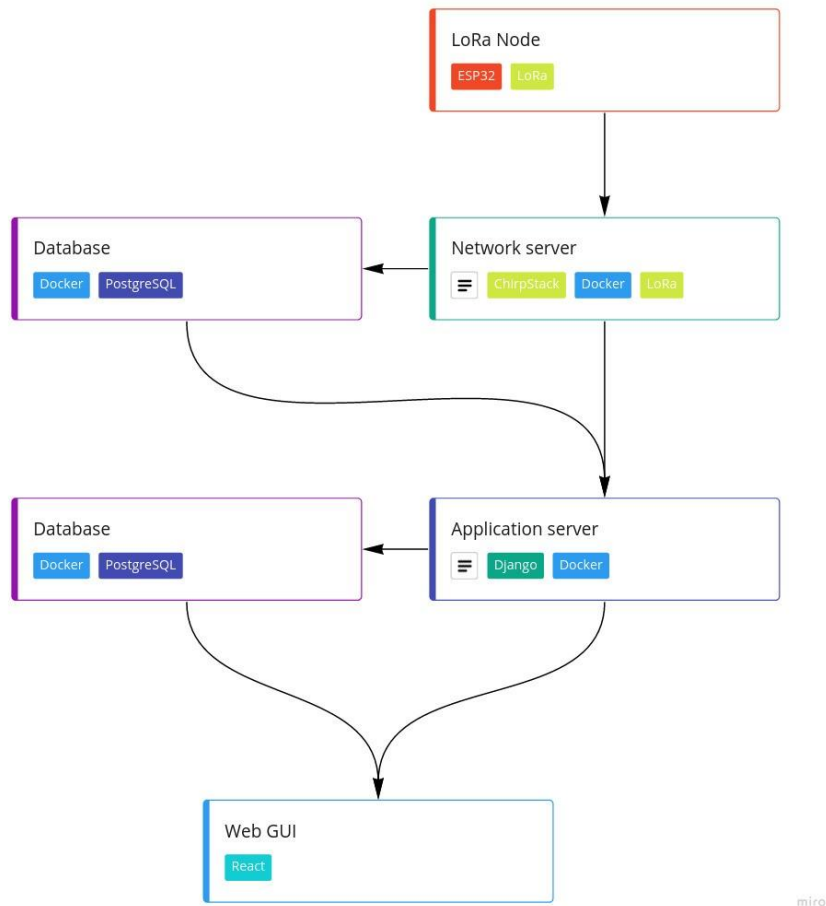 LoRa Node
ESP32 LoRa
Database
Docker PostgreSQL
Network server
ChirpStack Docker LoRa
Database
Docker PostgreSQL
Application server
Django Docker
Web GUI
React
miro